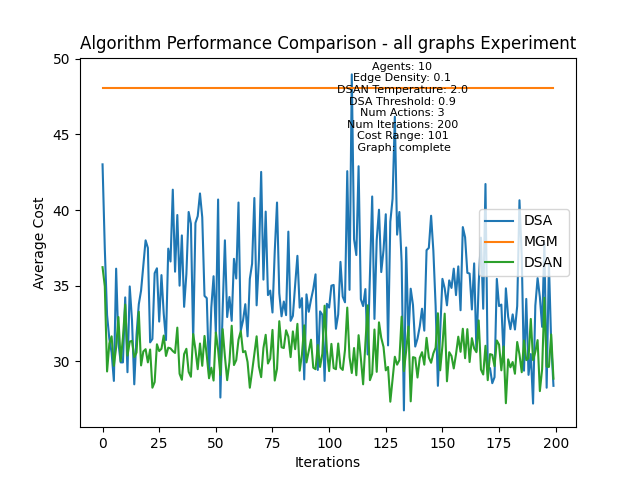 Algorithm Performance Comparison - all graphs Experiment
Agents: 10
Edge Density: 0.1
DSAN Temperature: 2.0
DSA Threshold: 0.9
Num Actions: 3
Num Iterations: 200
Cost Range: 101
Graph: complete
50
45
40
35
30
Average Cost
DSA
MGM
DSAN
0 25 50 75 100 125 150 175 200
Iterations